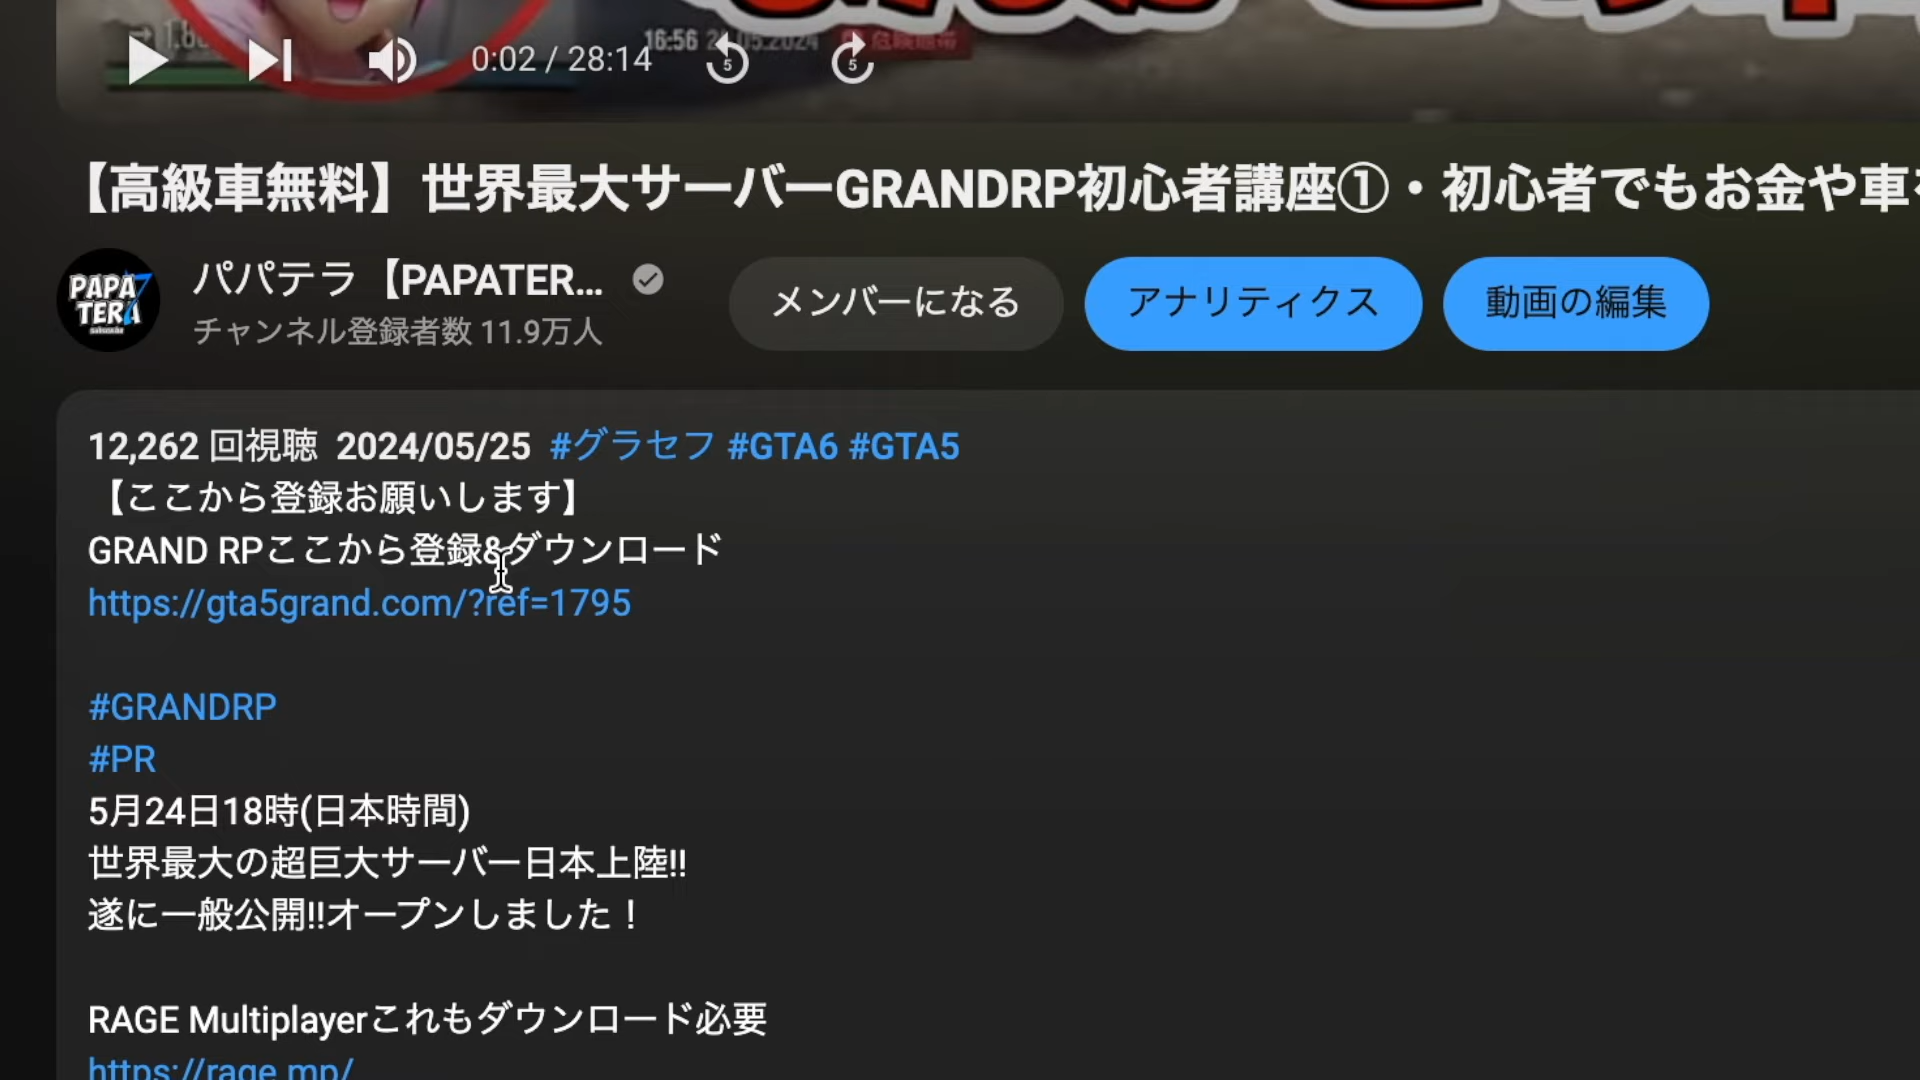 16:56
0:02 / 28:14
5
5
危険地帯
【高級車無料】世界最大サーバーGRANDRP初心者講座①・初心者でもお金や車
PAPA
TERA
パパテラ【PAPATER...
チャンネル登録者数 11.9万人
メンバーになる
アナリティクス
動画の編集
12,262 回視聴 2024/05/25 #グラセフ #GTA6 #GTA5
【ここから登録お願いします】
GRAND RPここから登録&ダウンロード
https://gta5grand.com/?ref=1795
#GRANDRP
#PR
5月24日18時(日本時間)
世界最大の超巨大サーバー日本上陸!!
遂に一般公開!!オープンしました！
RAGE Multiplayerこれもダウンロード必要
https://rage.mp/